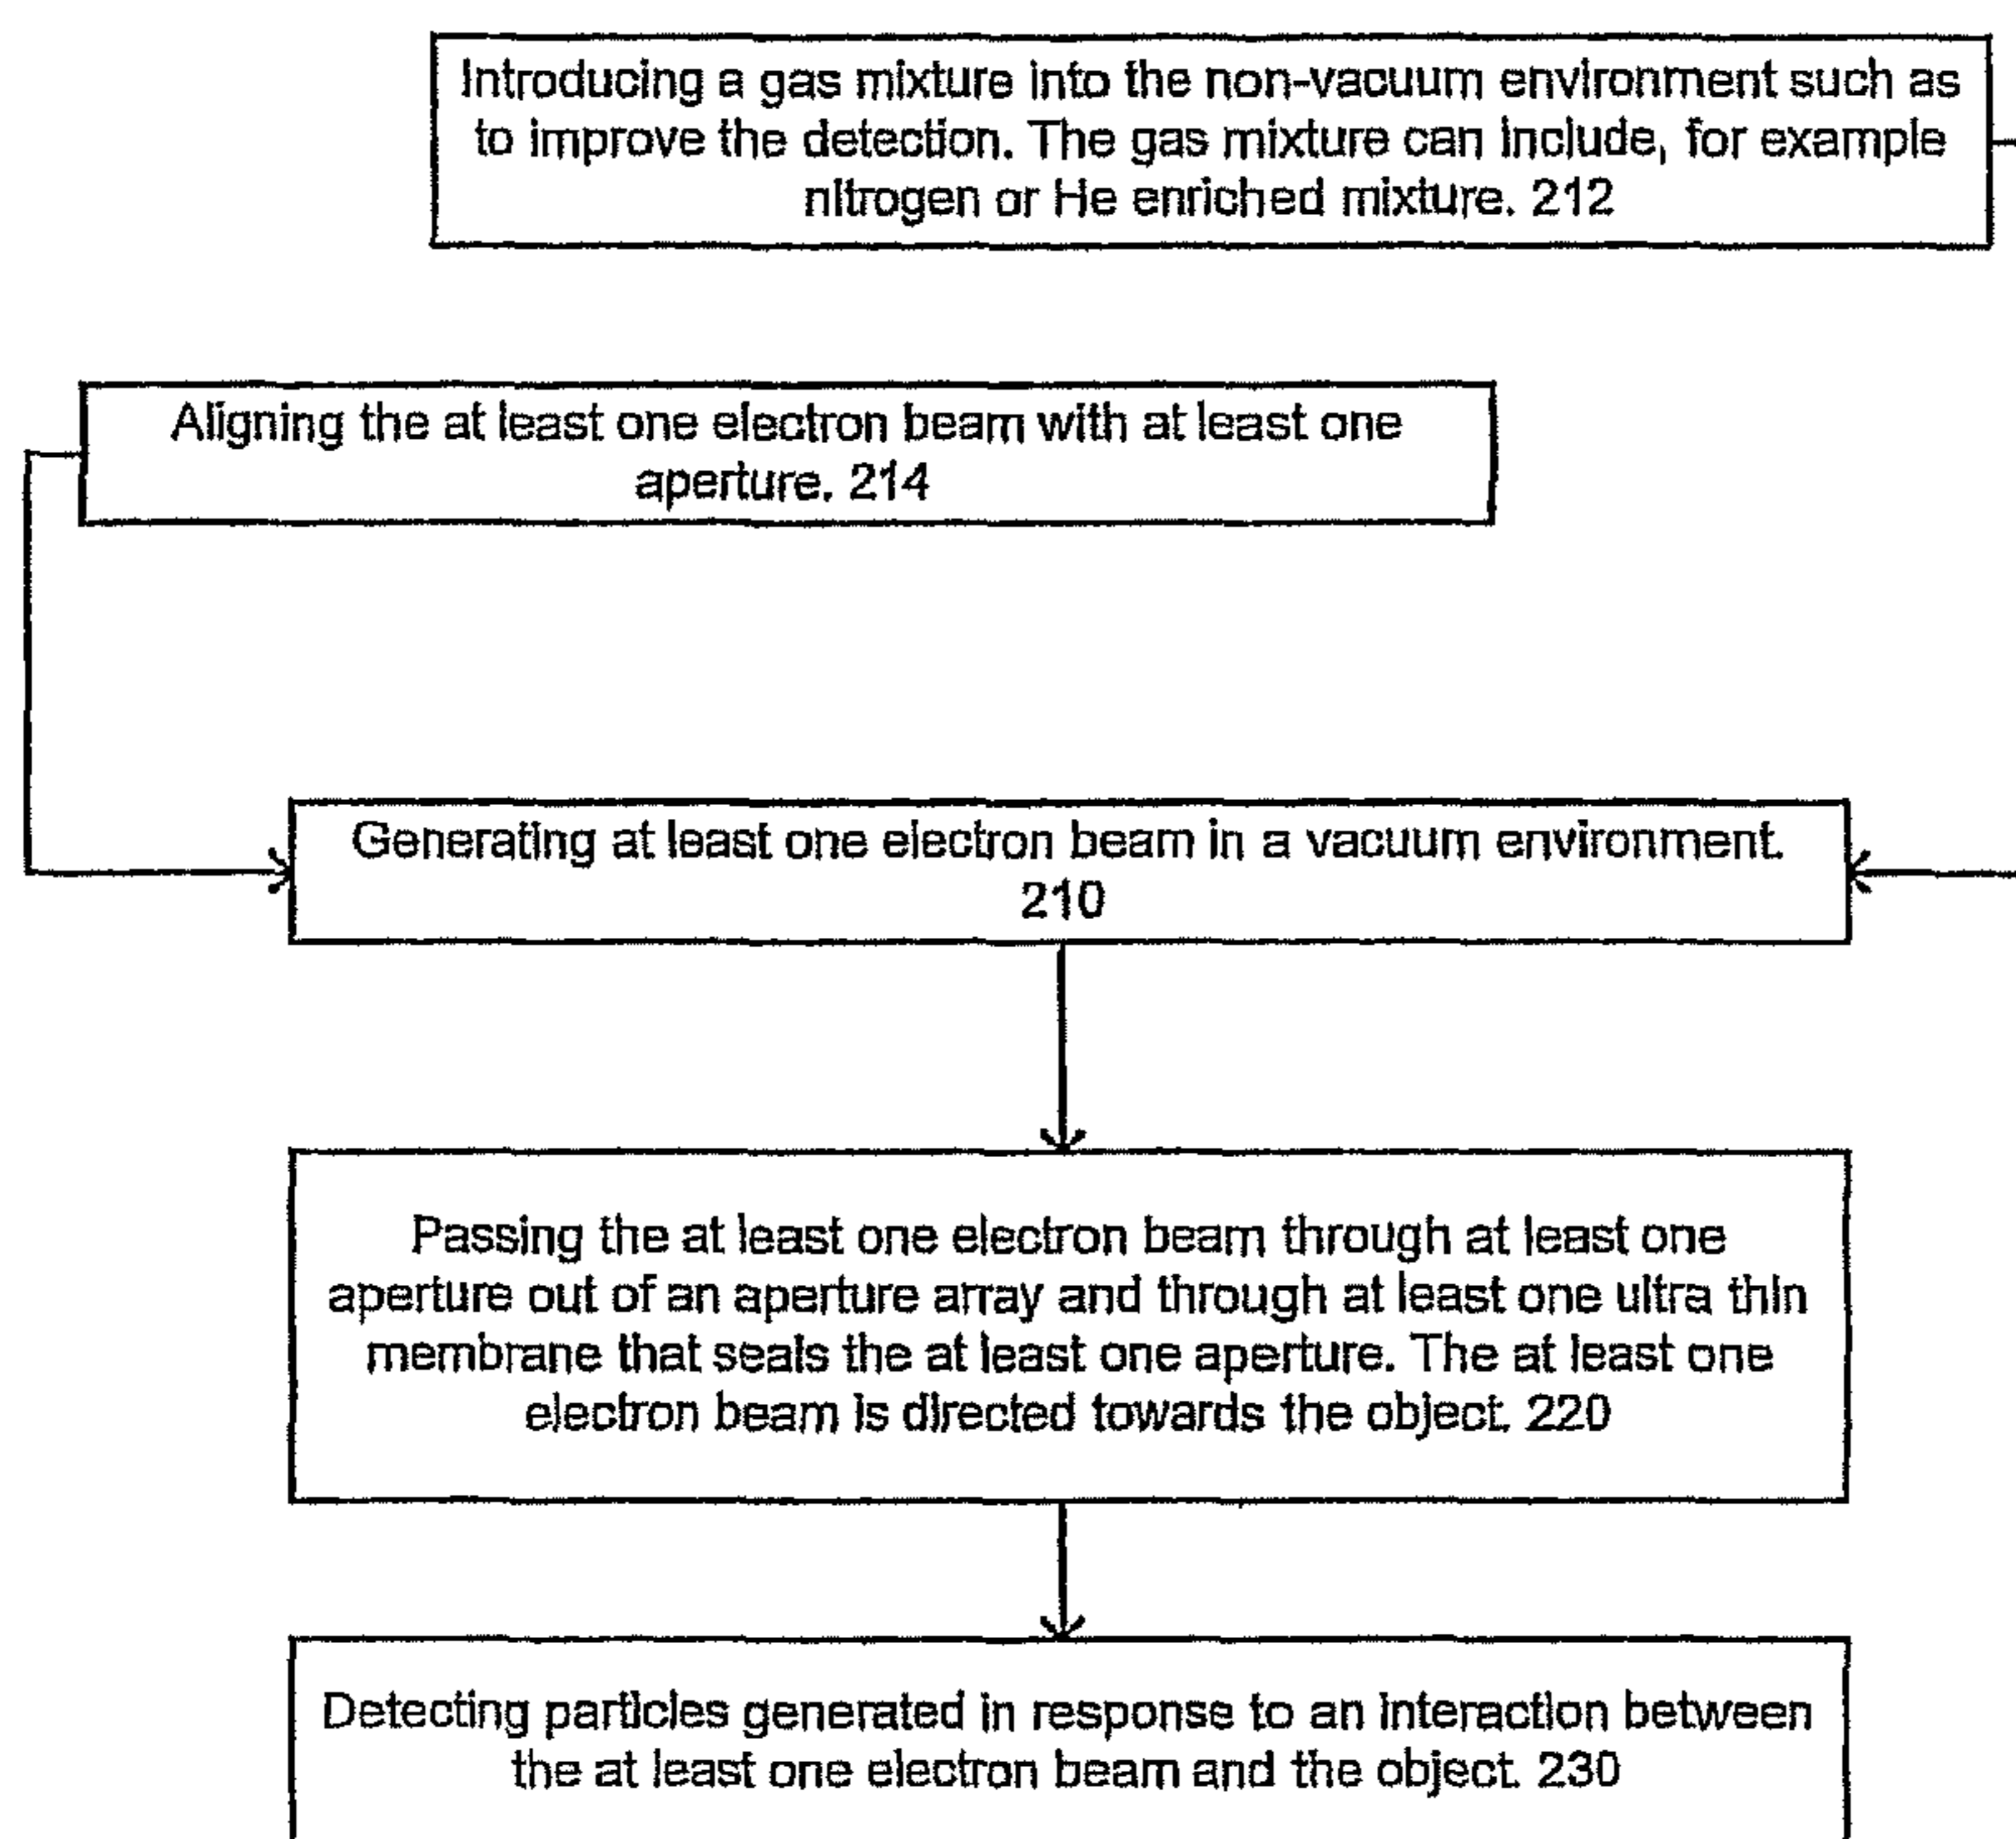 Introducing a gas mixture into the non-vacuum environment such as
to improve the detection. The gas mixture can include, for example
nitrogen or He enriched mixture. 212
Aligning the at least one electron beam with at least one
aperture. 214
Generating at least one electron beam in a vacuum environment.
210
Passing the at least one electron beam through at least one
aperture out of an aperture array and through at least one ultra thin
membrane that seals the at least one aperture. The at least one
electron beam is directed towards the object. 220
Detecting particles generated in response to an interaction between
the at least one electron beam and the object. 230